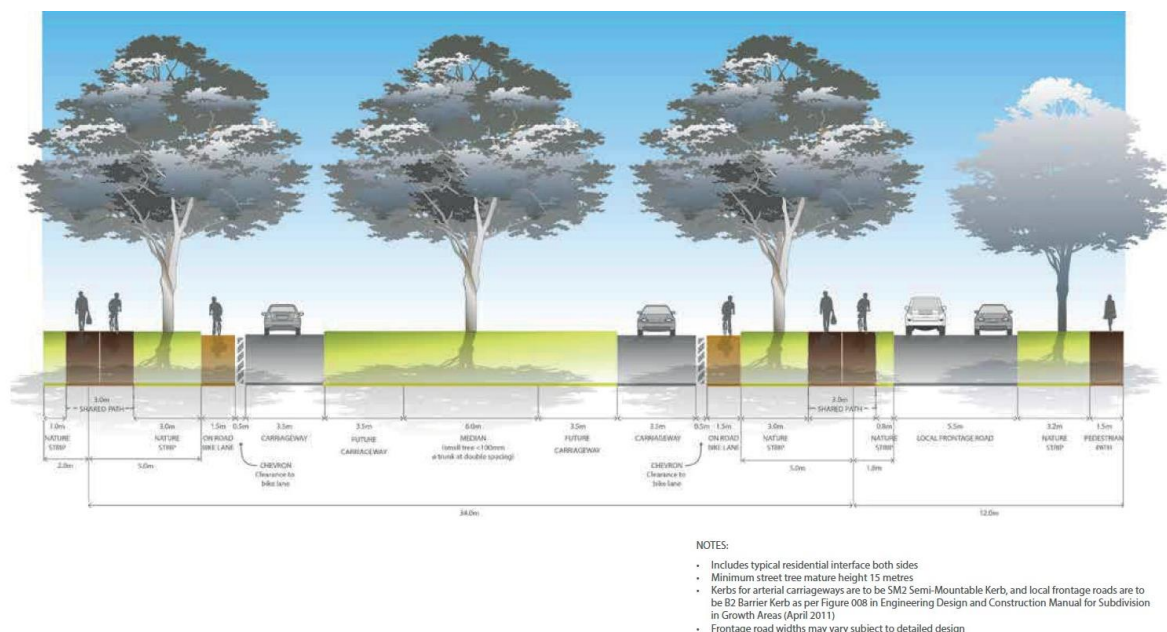 3.0m
SHARED PATH
3.0m
SHARED PATH
1.0m
3.0m
1.5m
0.5m
3.5m
3.5m
6.0m
3.5m
3.5m
0.5m
1.5m
3.0m
0.8m
5.5m
3.2m
1.5m
NATURE
STRIP
NATURE
STRIP
ON ROAD
BIKE LANE
CARRIAGEWAY
FUTURE
CARRIAGEWAY
MEDIAN
(small tree <100mm
ø trunk at double spacing)
FUTURE
CARRIAGEWAY
CARRIAGEWAY
ON ROAD
BIKE LANE
NATURE
STRIP
NATURE
STRIP
LOCAL FRONTAGE ROAD
NATURE
STRIP
PEDESTRIAN
PATH
2.0m
5.0m
CHEVRON
Clearance to
bike lane
CHEVRON
Clearance to
bike lane
5.0m
1.8m
34.0m
12.0m
NOTES:
• Includes typical residential interface both sides
• Minimum street tree mature height 15 metres
• Kerbs for arterial carriageways are to be SM2 Semi-Mountable Kerb, and local frontage roads are to
be B2 Barrier Kerb as per Figure 008 in Engineering Design and Construction Manual for Subdivision
in Growth Areas (April 2011)
• Frontage road widths may vary subject to detailed design